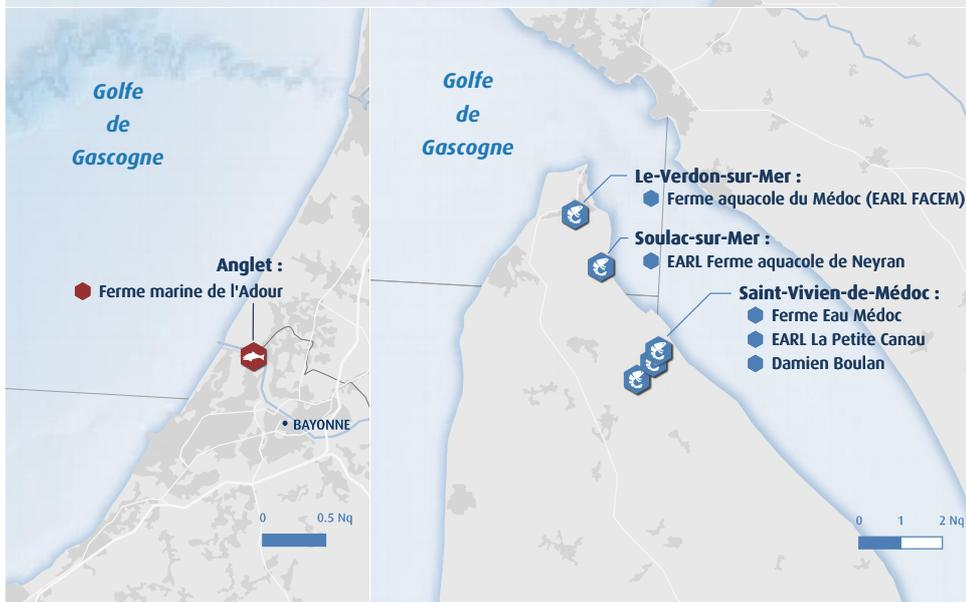 Golfe
de
Gascogne
Anglet :
Ferme marine de l'Adour
BAYONNE
0 0.5 Nq
Golfe
de
Gascogne
Le-Verdon-sur-Mer :
Ferme aquacole du Médoc (EARL FACEM)
Soulac-sur-Mer :
EARL Ferme aquacole de Neyran
Saint-Vivien-de-Médoc :
Ferme Eau Médoc
EARL La Petite Canau
Damien Boulan
0 1 2 Nq